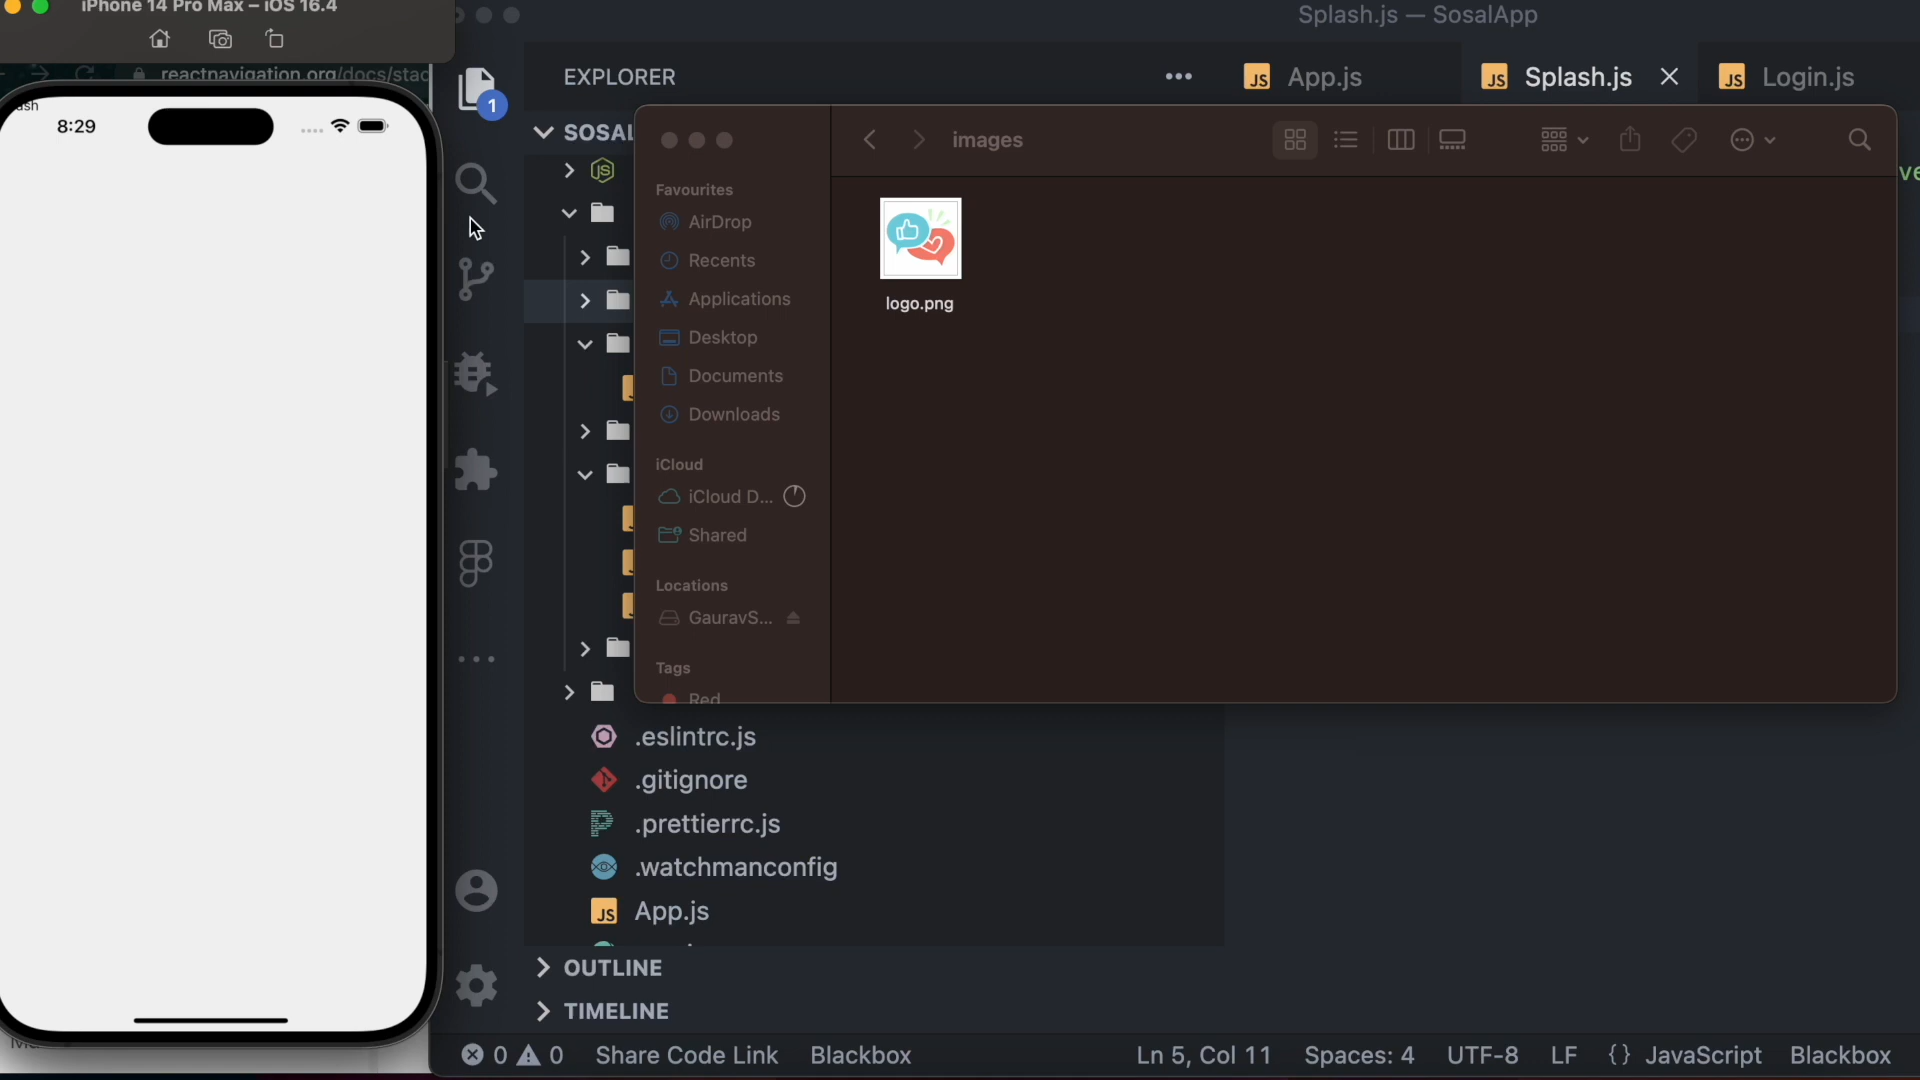 iPhone 14 Pro Max – iOS 16.4
reactnavigation.org/docs/stac
ash
8:29
Splash.js — SosalApp
1
EXPLORER
App.js
Splash.js
Login.js
SOSAL
images
Favourites
AirDrop
Recents
Applications
Desktop
Documents
Downloads
iCloud
iCloud D...
Shared
Locations
GauravS...
Tags
Red
logo.png
ve
.eslintrc.js
.gitignore
.prettierrc.js
.watchmanconfig
App.js
OUTLINE
TIMELINE
0 0 Share Code Link Blackbox
Ln 5, Col 11 Spaces: 4 UTF-8 LF {} JavaScript Blackbox